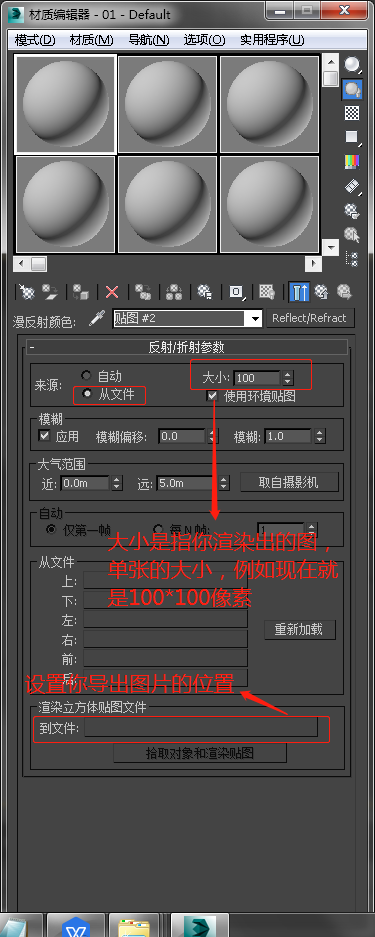 材质编辑器 - 01 - Default
模式(D) 材质(M) 导航(N) 选项(O) 实用程序(U)
漫反射颜色: 贴图 #2 Reflect/Refract
- 反射/折射参数
来源: 自动 大小: 100
从文件 使用环境贴图
模糊
应用 模糊偏移: 0.0 模糊: 1.0
大气范围
近: 0.0m 远: 5.0m 取自摄影机
自动
仅第一帧 每 N 帧: 1
大小是指你渲染出的图，
单张的大小，例如现在就
是100*100像素
从文件
上:
下:
左:
右:
前:
后:
重新加载
设置你导出图片的位置
渲染立方体贴图文件
到文件:
拾取对象和渲染贴图